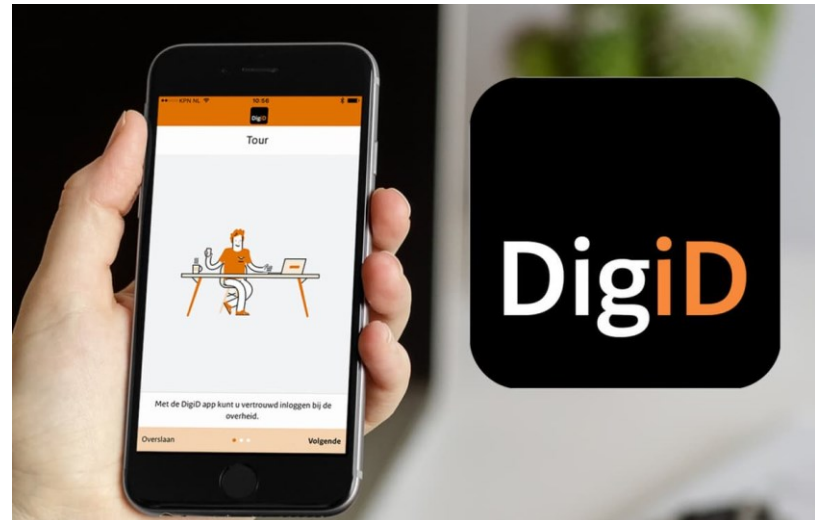 KPN NL 10:56
DigiD
Tour
Met de DigiD app kunt u vertrouwd inloggen bij de
overheid.
Overslaan Volgende
DigiD